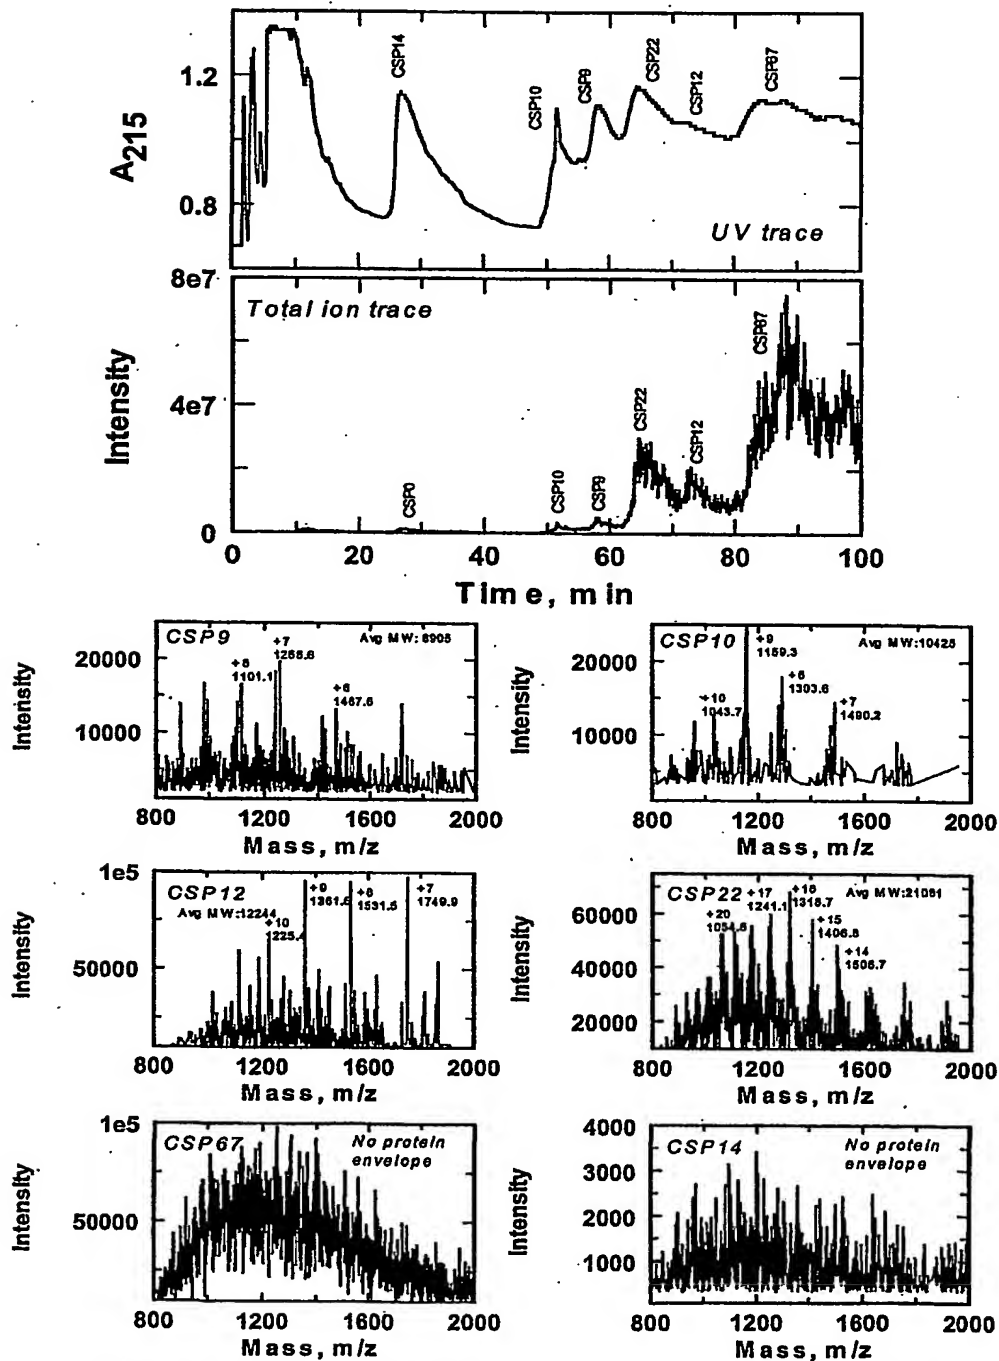 A215
1.2
0.8
CSP14
CSP10
CSP9
CSP22
CSP12
CSP67
UV trace
8e7
4e7
0
Intensity
Total ion trace
CSP0
CSP10
CSP9
CSP22
CSP12
CSP67
0 20 40 60 80 100
Time, min
CSP9
Avg MW: 8905
+8
1101.1
+7
+6
1467.6
20000
10000
Intensity
800 1200 1600 2000
Mass, m/z
CSP10
Avg MW:10425
+10
1043.7
+9
1159.3
1303.6
+7
1490.2
20000
10000
Intensity
800 1200 1600 2000
Mass, m/z
CSP12
Avg MW:12244
+10
1225.4
+9
1361.6
1531.5
+7
1749.9
1e5
50000
Intensity
800 1200 1600 2000
Mass, m/z
CSP22
Avg MW:21081
+20
1054.6
+17
1241.1
+16
1318.7
+15
1406.8
+14
1506.7
60000
40000
20000
Intensity
800 1200 1600 2000
Mass, m/z
CSP67
No protein
envelope
1e5
50000
Intensity
800 1200 1600 2000
Mass, m/z
CSP14
No protein
envelope
4000
3000
2000
1000
Intensity
800 1200 1600 2000
Mass, m/z